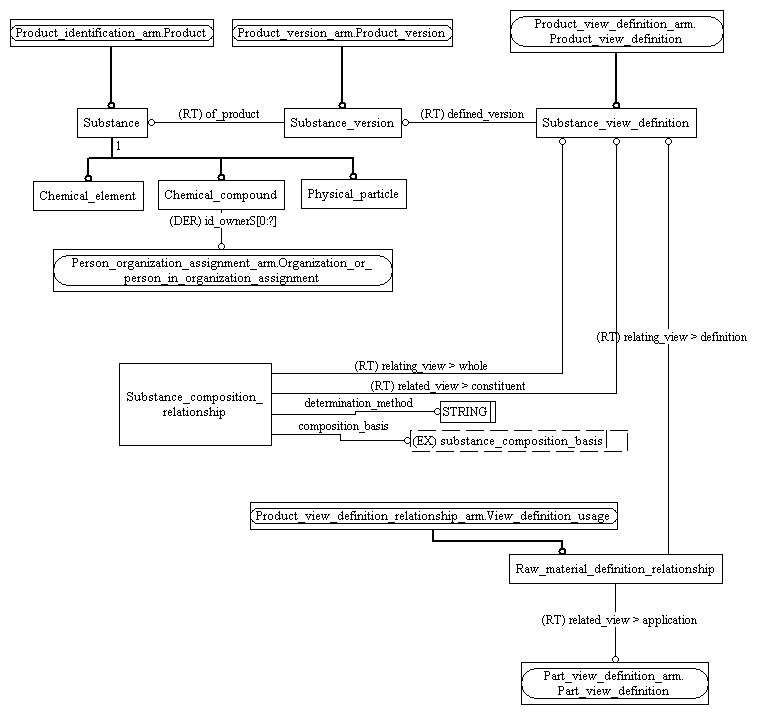 Product_identification_arm.Product
Product_version_arm.Product_version
Product_view_definition_arm.
Product_view_definition
Substance
(RT) of_product
Substance_version
(RT) defined_version
Substance_view_definition
1
Chemical_element
Chemical_compound
Physical_particle
(DER) id_ownerS[0:?]
Person_organization_assignment_arm.Organization_or_
person_in_organization_assignment
(RT) relating_view > definition
(RT) relating_view > whole
Substance_composition_
relationship
(RT) related_view > constituent
determination_method
STRING
composition_basis
(EX) substance_composition_basis
Product_view_definition_relationship_arm.View_definition_usage
Raw_material_definition_relationship
(RT) related_view > application
Part_view_definition_arm.
Part_view_definition